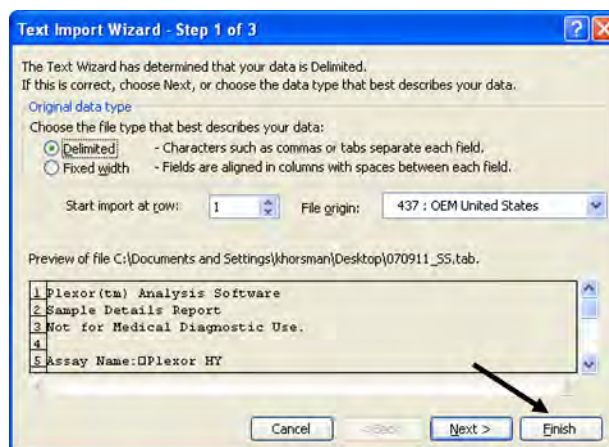 Text Import Wizard - Step 1 of 3
The Text Wizard has determined that your data is Delimited.
If this is correct, choose Next, or choose the data type that best describes your data.
Original data type
Choose the file type that best describes your data:
Delimited - Characters such as commas or tabs separate each field.
Fixed width - Fields are aligned in columns with spaces between each field.
Start import at row: 1 File origin: 437 : OEM United States
Preview of file C:\Documents and Settings\khorsman\Desktop\070911_SS.tab.
1 Plexor(tm) Analysis Software
2 Sample Details Report
3 Not for Medical Diagnostic Use.
4
5 Assay Name:□Plexor HY
Cancel < Back Next > Finish